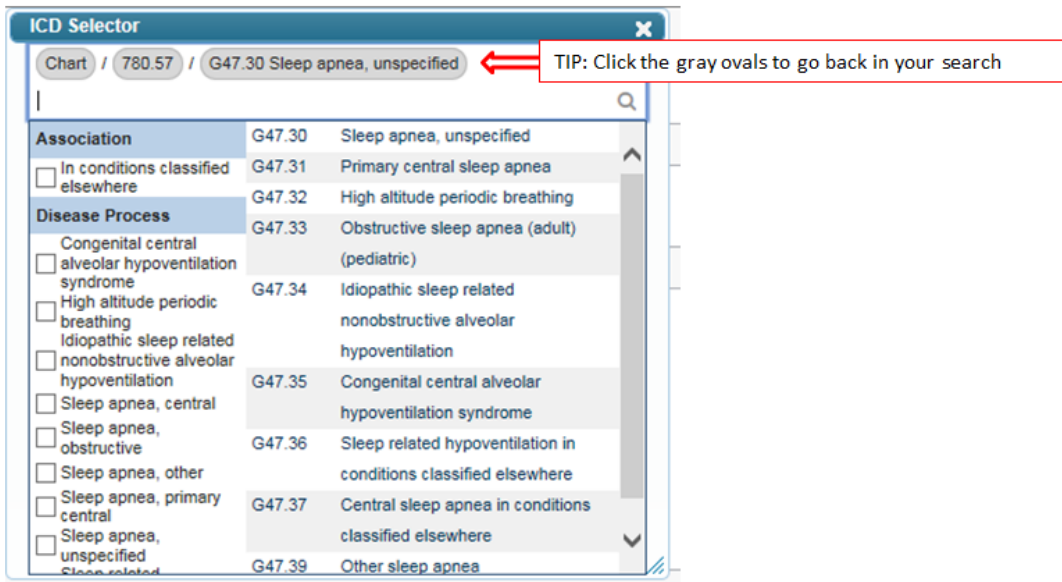 ICD Selector
Chart / 780.57 / G47.30 Sleep apnea, unspecified
TIP: Click the gray ovals to go back in your search
Association
In conditions classified
elsewhere
Disease Process
Congenital central
alveolar hypoventilation
syndrome
High altitude periodic
breathing
Idiopathic sleep related
nonobstructive alveolar
hypoventilation
Sleep apnea, central
Sleep apnea,
obstructive
Sleep apnea, other
Sleep apnea, primary
central
Sleep apnea,
unspecified
Sleep related
G47.30 Sleep apnea, unspecified
G47.31 Primary central sleep apnea
G47.32 High altitude periodic breathing
G47.33 Obstructive sleep apnea (adult)
(pediatric)
G47.34 Idiopathic sleep related
nonobstructive alveolar
hypoventilation
G47.35 Congenital central alveolar
hypoventilation syndrome
G47.36 Sleep related hypoventilation in
conditions classified elsewhere
G47.37 Central sleep apnea in conditions
classified elsewhere
G47.39 Other sleep apnea